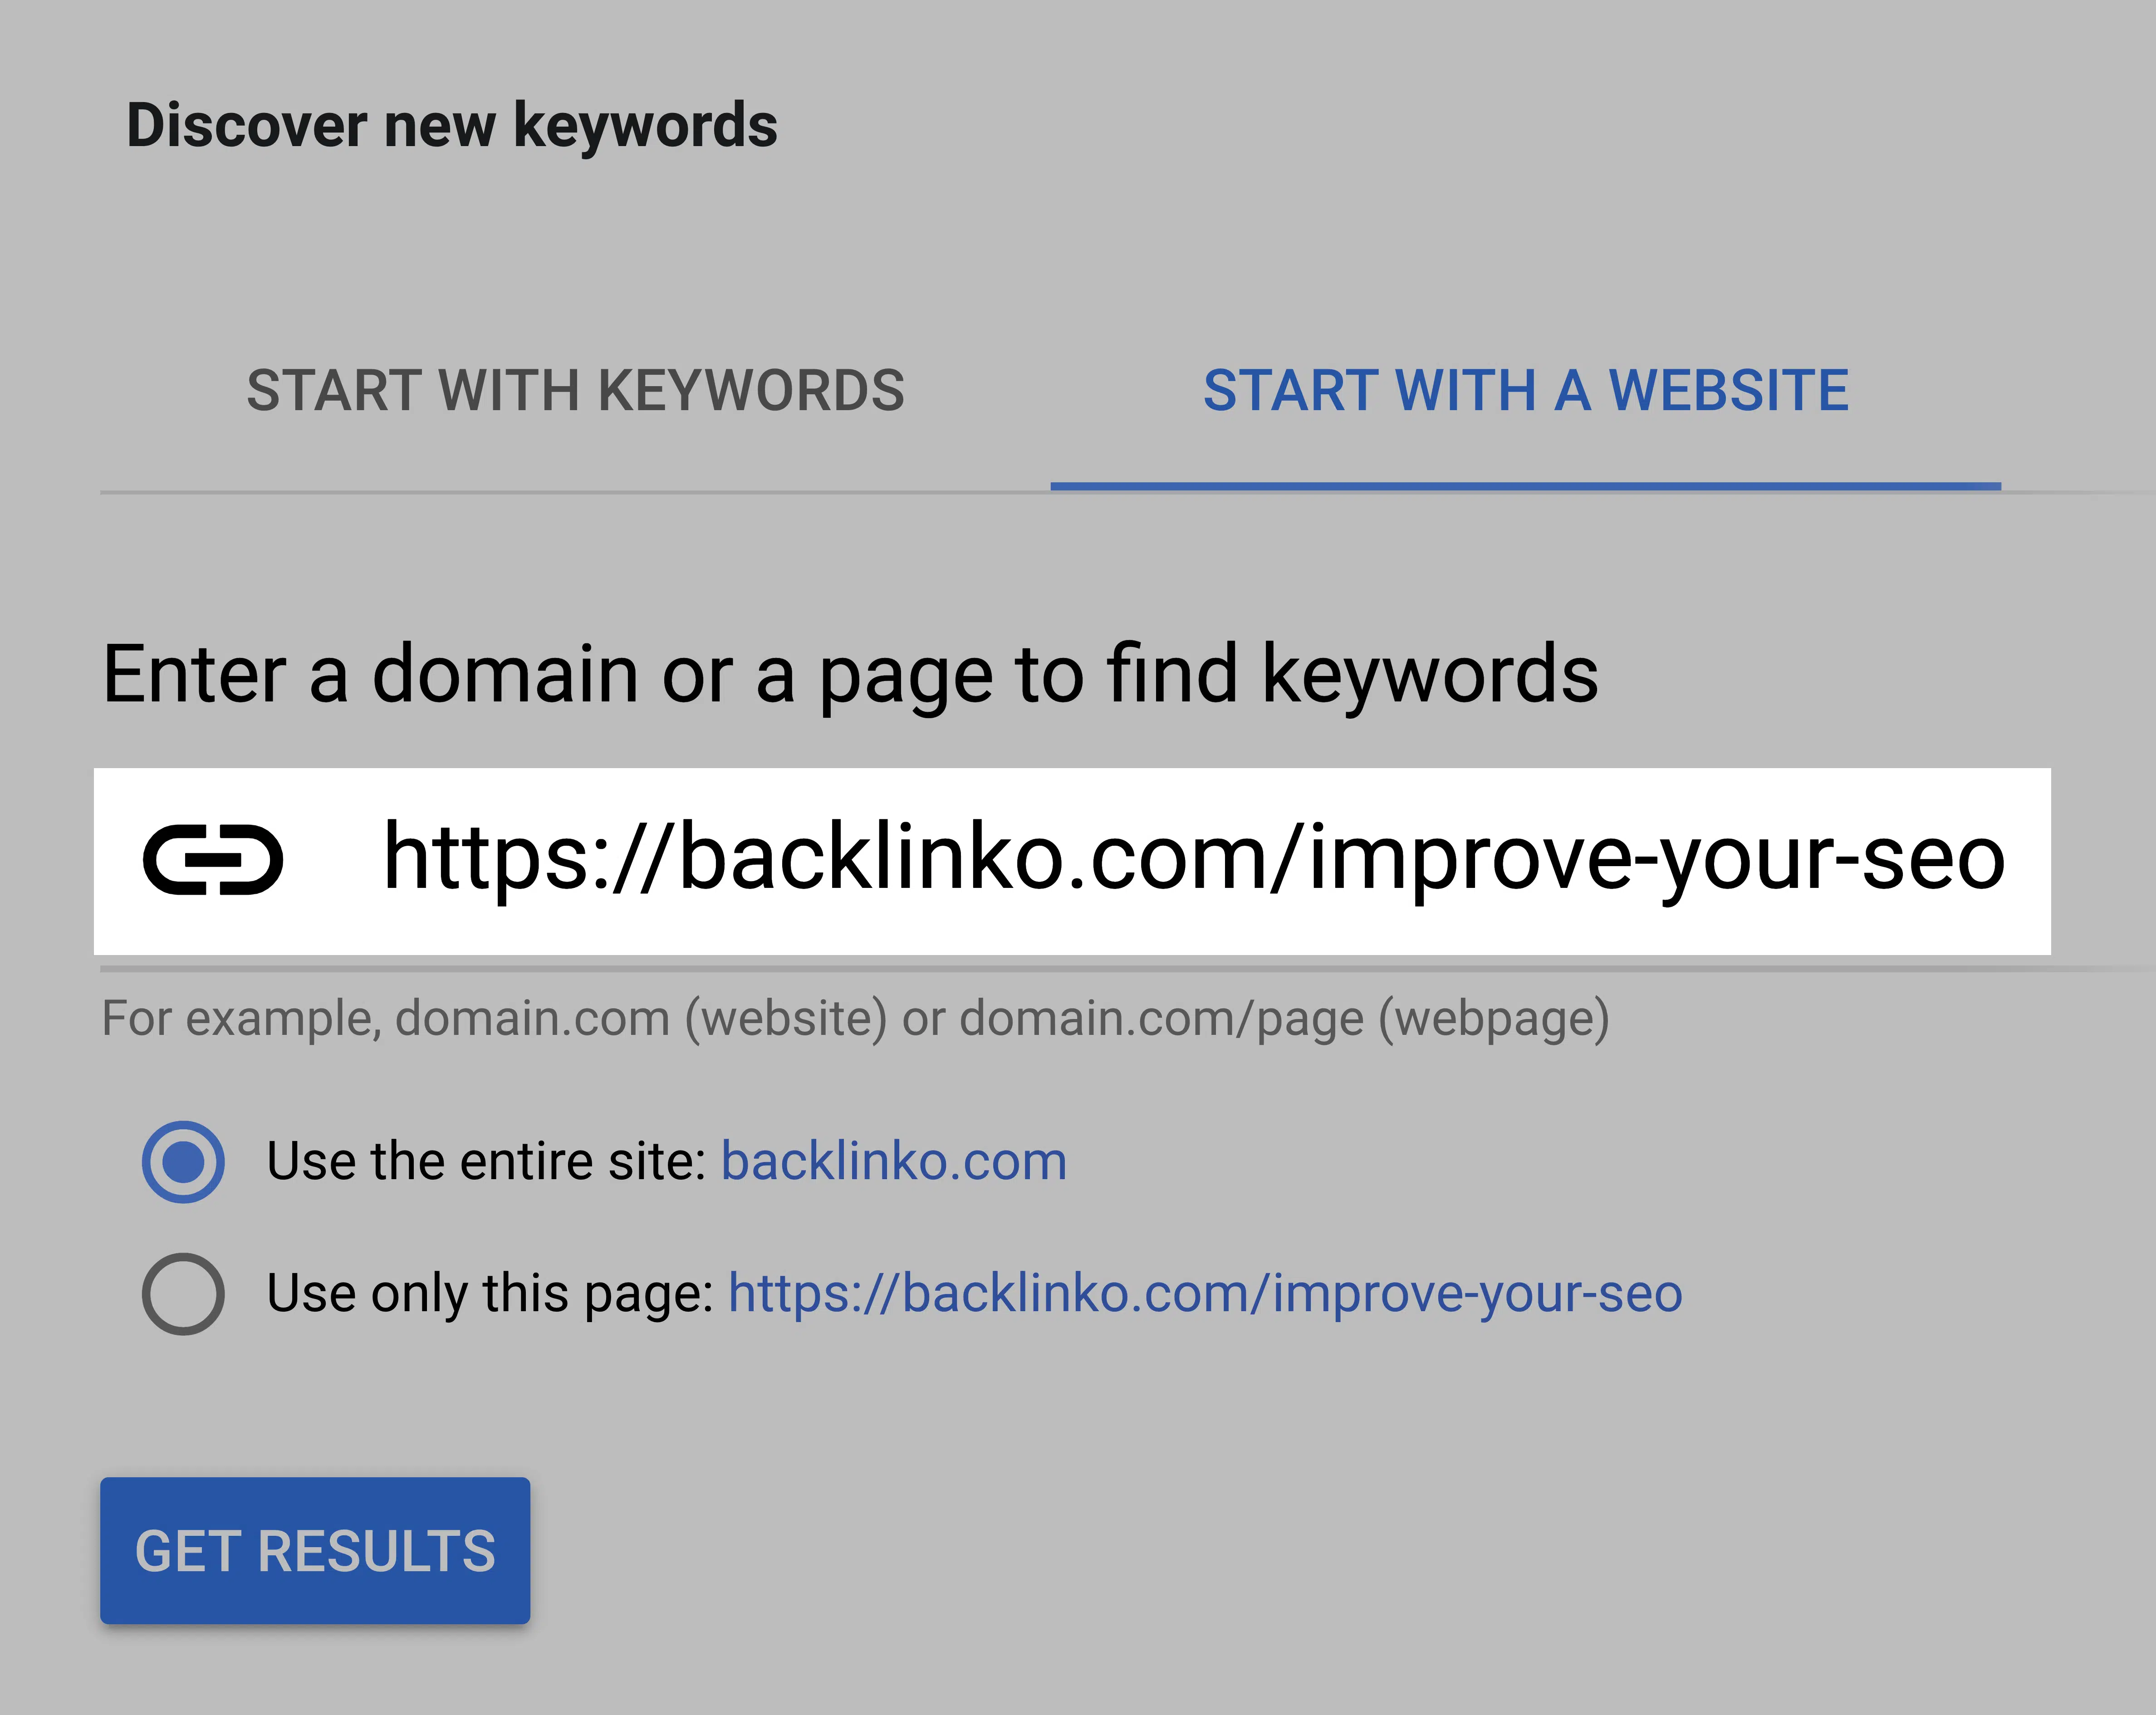 Discover new keywords
START WITH KEYWORDS
START WITH A WEBSITE
Enter a domain or a page to find keywords
https://backlinko.com/improve-your-seo
For example, domain.com (website) or domain.com/page (webpage)
Use the entire site: backlinko.com
Use only this page: https://backlinko.com/improve-your-seo
GET RESULTS